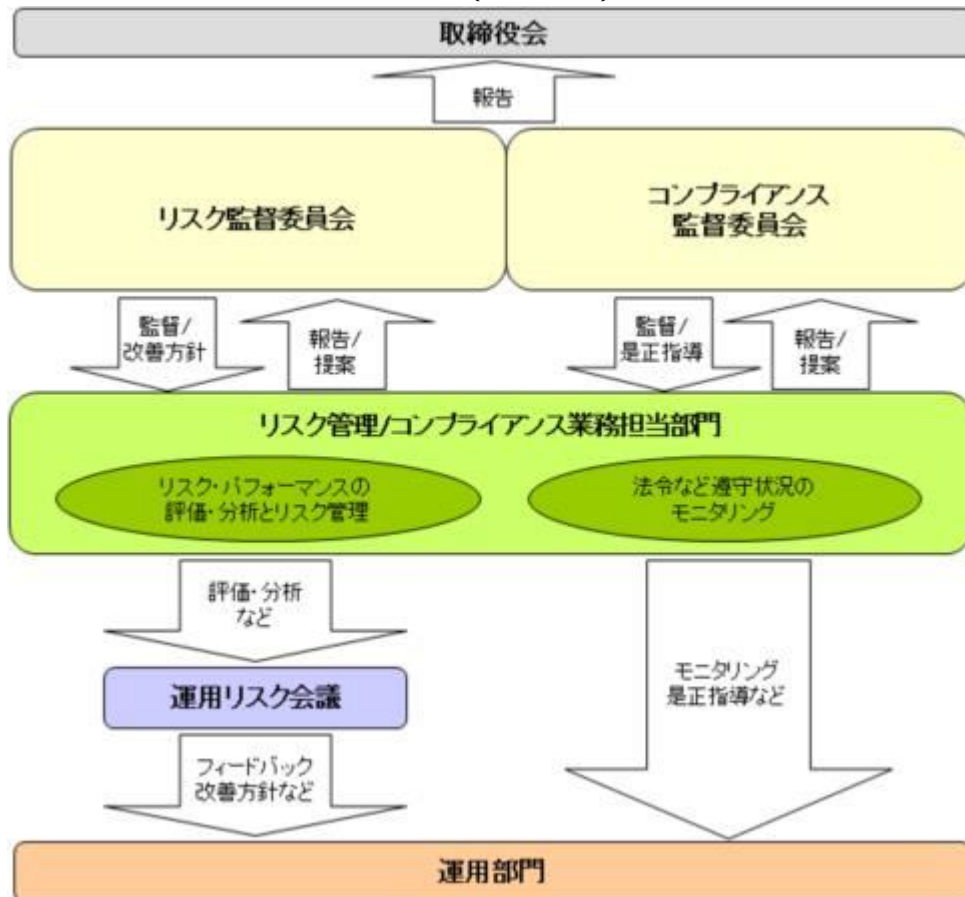 取締役会
報告
リスク監督委員会
コンプライアンス
監督委員会
監督/
改善方針
報告/
提案
監督/
是正指導
報告/
提案
リスク管理/コンプライアンス業務担当部門
リスク・パフォーマンスの
評価・分析とリスク管理
法令など遵守状況の
モニタリング
評価・分析
など
運用リスク会議
モニタリング
是正指導など
フィードバック
改善方針など
運用部門